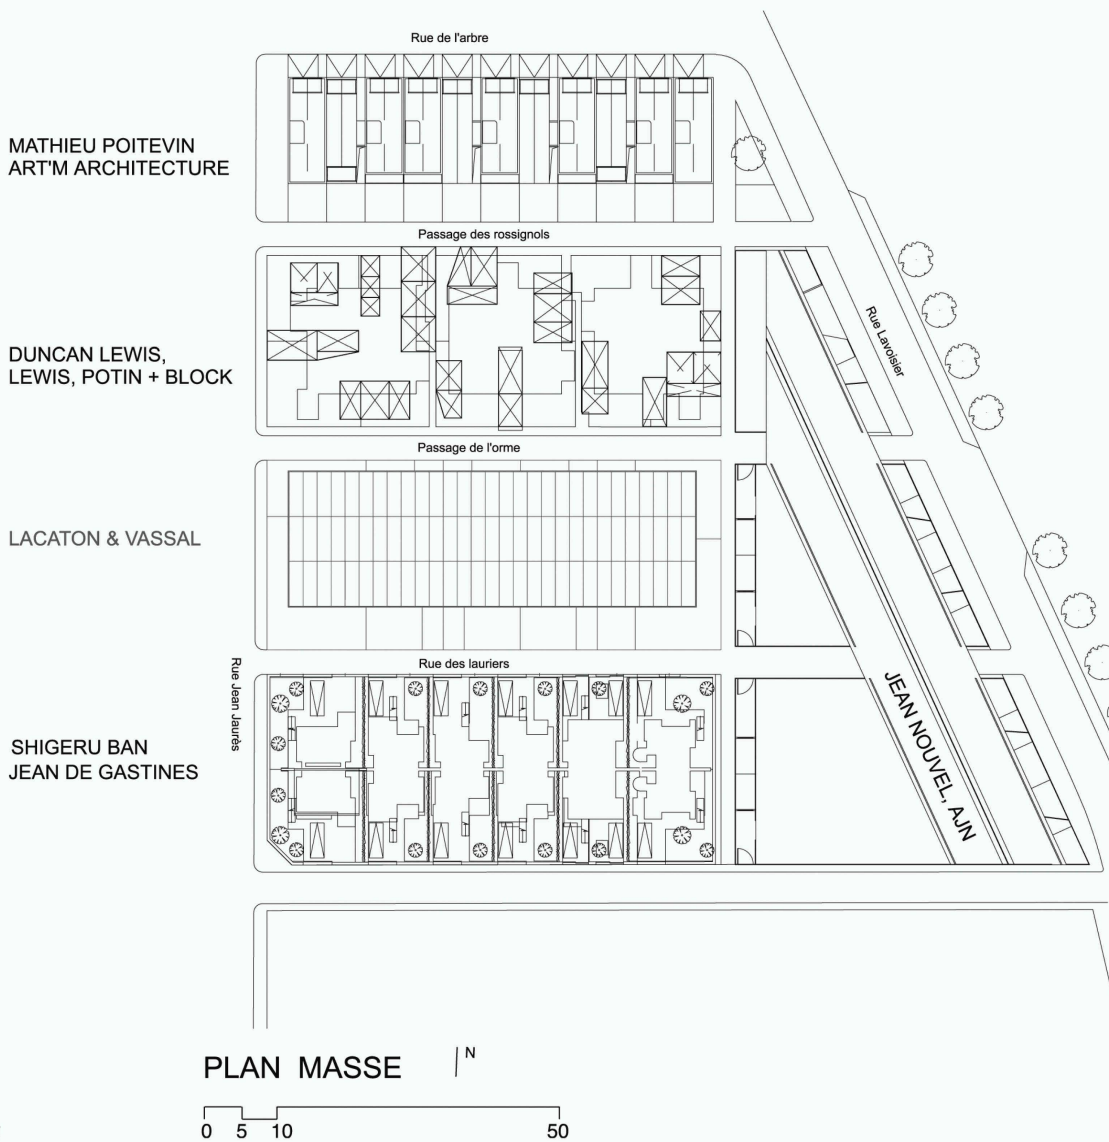 Rue de l'arbre
MATHIEU POITEVIN
ART'M ARCHITECTURE
Passage des rossignols
Rue Lavoisier
DUNCAN LEWIS,
LEWIS, POTIN + BLOCK
Passage de l'orme
LACATON & VASSAL
Rue des lauriers
Rue Jean Jaurès
SHIGERU BAN
JEAN DE GASTINES
JEAN NOUVEL, AJN
PLAN MASSE
N
0 5 10 50